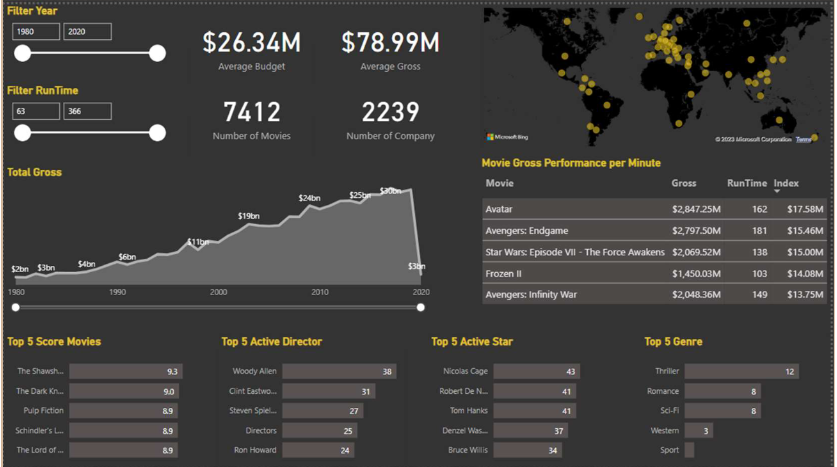 Filter Year
1980 2020
$26.34M
Average Budget
$78.99M
Average Gross
Filter RunTime
63 366
7412
Number of Movies
2239
Number of Company
Microsoft Bing
© 2023 Microsoft Corporation Terms
Total Gross
$2bn
$3bn
$4bn
$6bn
$11bn
$19bn
$24bn
$25bn
$30bn
$3bn
1980 1990 2000 2010 2020
Movie Gross Performance per Minute
Movie Gross RunTime Index
Avatar $2,847.25M 162 $17.58M
Avengers: Endgame $2,797.50M 181 $15.46M
Star Wars: Episode VII - The Force Awakens $2,069.52M 138 $15.00M
Frozen II $1,450.03M 103 $14.08M
Avengers: Infinity War $2,048.36M 149 $13.75M
Top 5 Score Movies
The Shawsh... 9.3
The Dark Kn... 9.0
Pulp Fiction 8.9
Schindler's L... 8.9
The Lord of ... 8.9
Top 5 Active Director
Woody Allen 38
Clint Eastwo... 31
Steven Spiel... 27
Directors 25
Ron Howard 24
Top 5 Active Star
Nicolas Cage 43
Robert De N... 41
Tom Hanks 41
Denzel Was... 37
Bruce Willis 34
Top 5 Genre
Thriller 12
Romance 8
Sci-Fi 8
Western 3
Sport